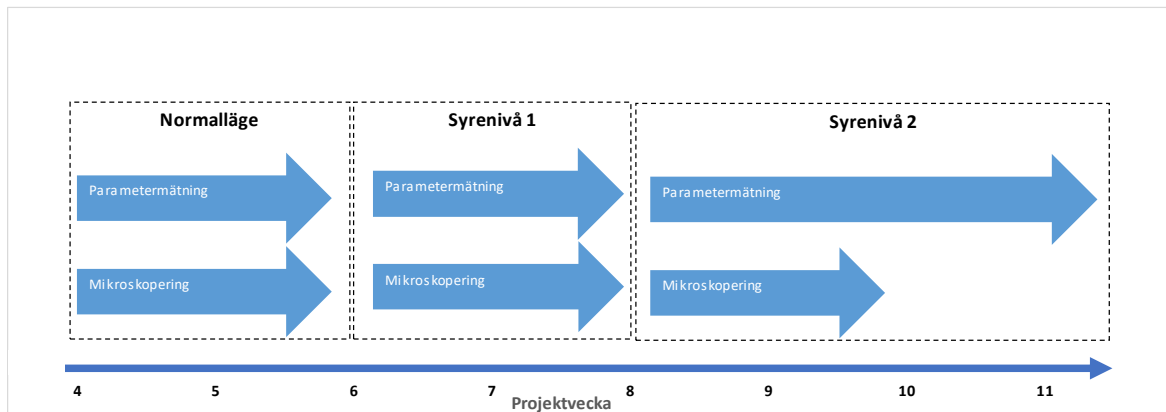 Normalläge
Syrenivå 1
Syrenivå 2
Parametermätning
Parametermätning
Parametermätning
Mikroskopering
Mikroskopering
Mikroskopering
4 5 6 7 8 9 10 11
Projektvecka